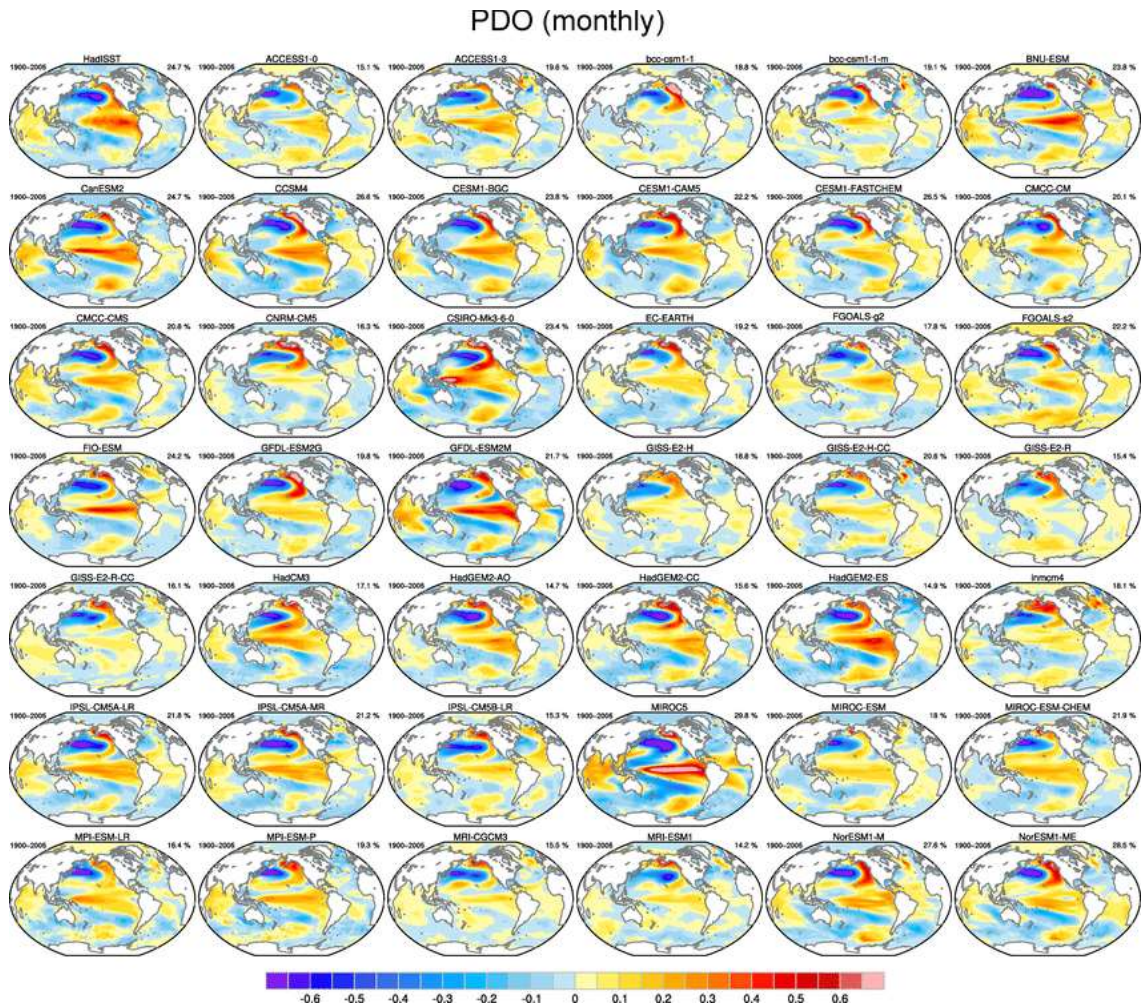 PDO (monthly)
HadISST ACCESS1-0 ACCESS1-3 bcc-csm1-1 bcc-csm1-1-m BNU-ESM
1900–2005 24.7 % 1900–2005 15.1 % 1900–2005 19.6 % 1900–2005 18.8 % 1900–2005 19.1 % 1900–2005 23.8 %
CanESM2 CCSM4 CESM1-BGC CESM1-CAM5 CESM1-FASTCHEM CMCC-CM
1900–2005 24.7 % 1900–2005 26.6 % 1900–2005 23.8 % 1900–2005 22.2 % 1900–2005 25.5 % 1900–2005 20.1 %
CMCC-CMS CNRM-CM5 CSIRO-Mk3-6-0 EC-EARTH FGOALS-g2 FGOALS-s2
1900–2005 20.8 % 1900–2005 16.3 % 1900–2005 23.4 % 1900–2005 19.2 % 1900–2005 17.8 % 1900–2005 22.2 %
FIO-ESM GFDL-ESM2G GFDL-ESM2M GISS-E2-H GISS-E2-H-CC GISS-E2-R
1900–2005 24.2 % 1900–2005 19.8 % 1900–2005 21.7 % 1900–2005 16.8 % 1900–2005 20.6 % 1900–2005 15.4 %
GISS-E2-R-CC HadCM3 HadGEM2-AO HadGEM2-CC HadGEM2-ES inmcm4
1900–2005 16.1 % 1900–2005 17.1 % 1900–2005 14.7 % 1900–2005 15.6 % 1900–2005 14.9 % 1900–2005 18.1 %
IPSL-CM5A-LR IPSL-CM5A-MR IPSL-CM5B-LR MIROC5 MIROC-ESM MIROC-ESM-CHEM
1900–2005 21.8 % 1900–2005 21.2 % 1900–2005 15.3 % 1900–2005 29.8 % 1900–2005 18 % 1900–2005 21.9 %
MPI-ESM-LR MPI-ESM-P MRI-CGCM3 MRI-ESM1 NorESM1-M NorESM1-ME
1900–2005 16.4 % 1900–2005 19.3 % 1900–2005 15.5 % 1900–2005 14.2 % 1900–2005 27.6 % 1900–2005 28.5 %
-0.6 -0.5 -0.4 -0.3 -0.2 -0.1 0 0.1 0.2 0.3 0.4 0.5 0.6